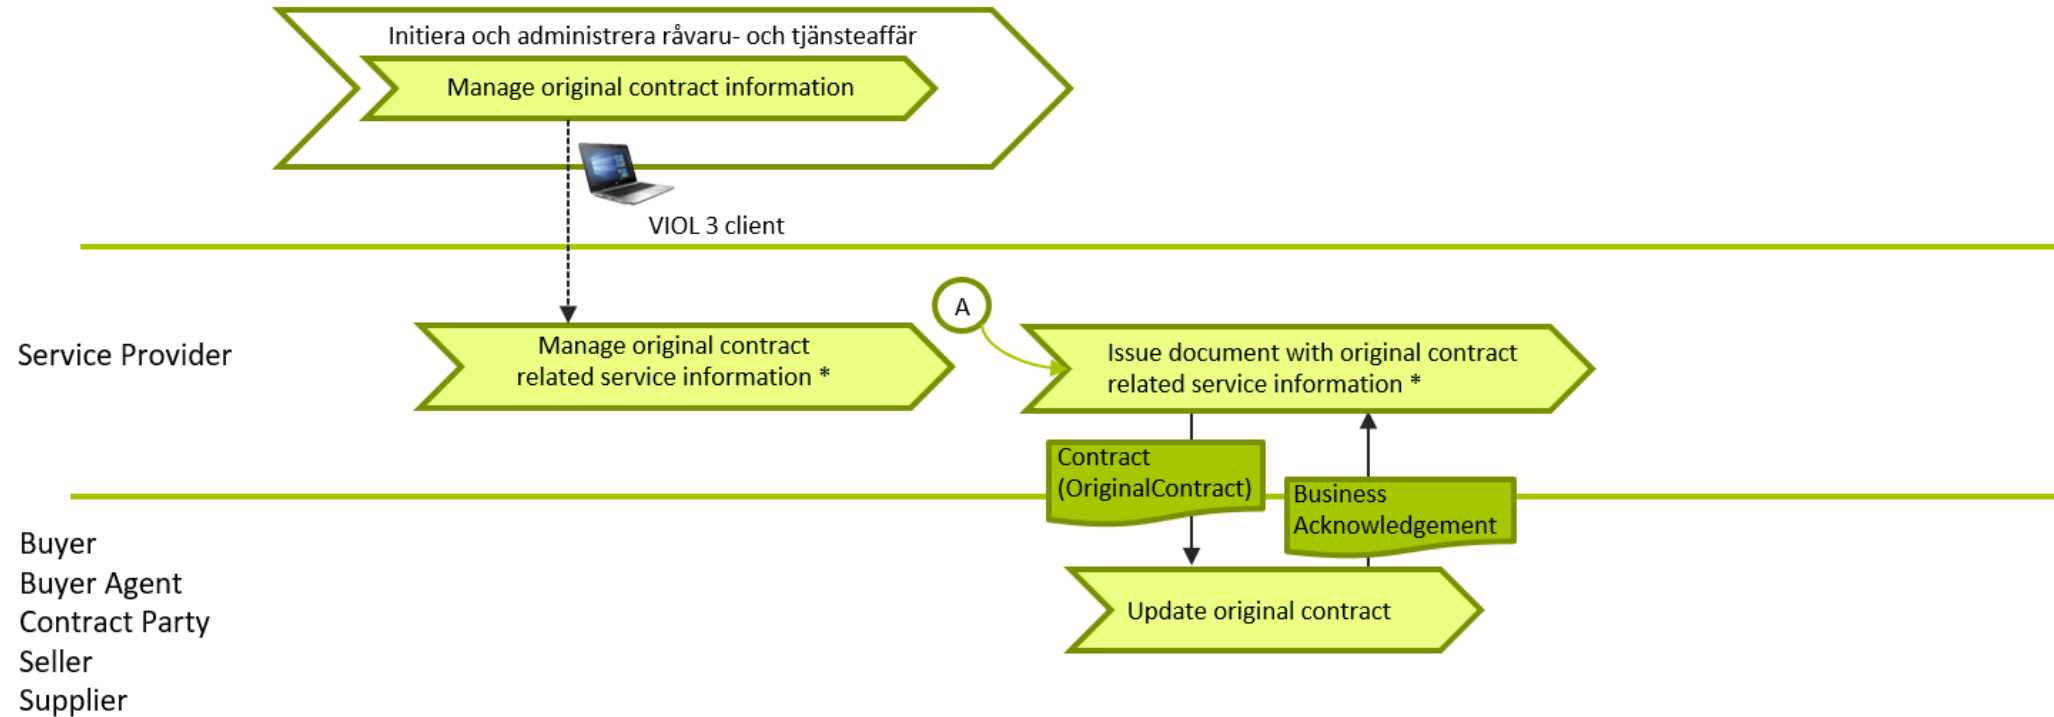 Initiera och administrera råvaru- och tjänsteaffär
Manage original contract information
VIOL 3 client
A
Service Provider
Manage original contract
related service information *
Issue document with original contract
related service information *
Contract
(OriginalContract)
Business
Acknowledgement
Buyer
Buyer Agent
Contract Party
Seller
Supplier
Update original contract